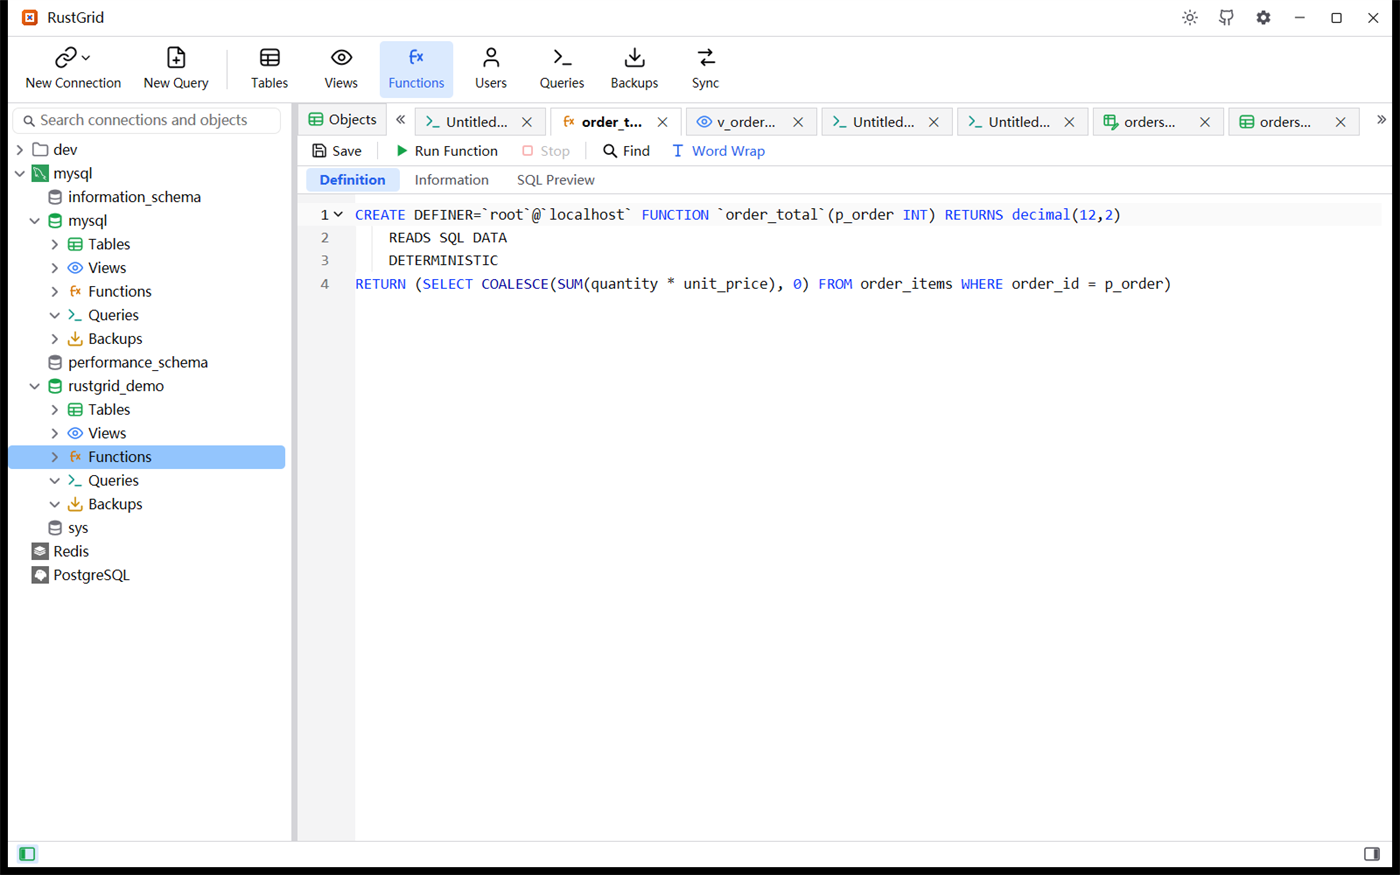 RustGrid
New Connection
New Query
Tables
Views
Functions
Users
Queries
Backups
Sync
Search connections and objects
dev
mysql
information_schema
mysql
Tables
Views
Functions
Queries
Backups
performance_schema
rustgrid_demo
Tables
Views
Functions
Queries
Backups
sys
Redis
PostgreSQL
Objects
Untitled...
order_t...
v_order...
Untitled...
Untitled...
orders...
orders...
Save
Run Function
Stop
Find
Word Wrap
Definition
Information
SQL Preview
1 CREATE DEFINER=`root`@`localhost` FUNCTION `order_total`(p_order INT) RETURNS decimal(12,2)
2 READS SQL DATA
3 DETERMINISTIC
4 RETURN (SELECT COALESCE(SUM(quantity * unit_price), 0) FROM order_items WHERE order_id = p_order)